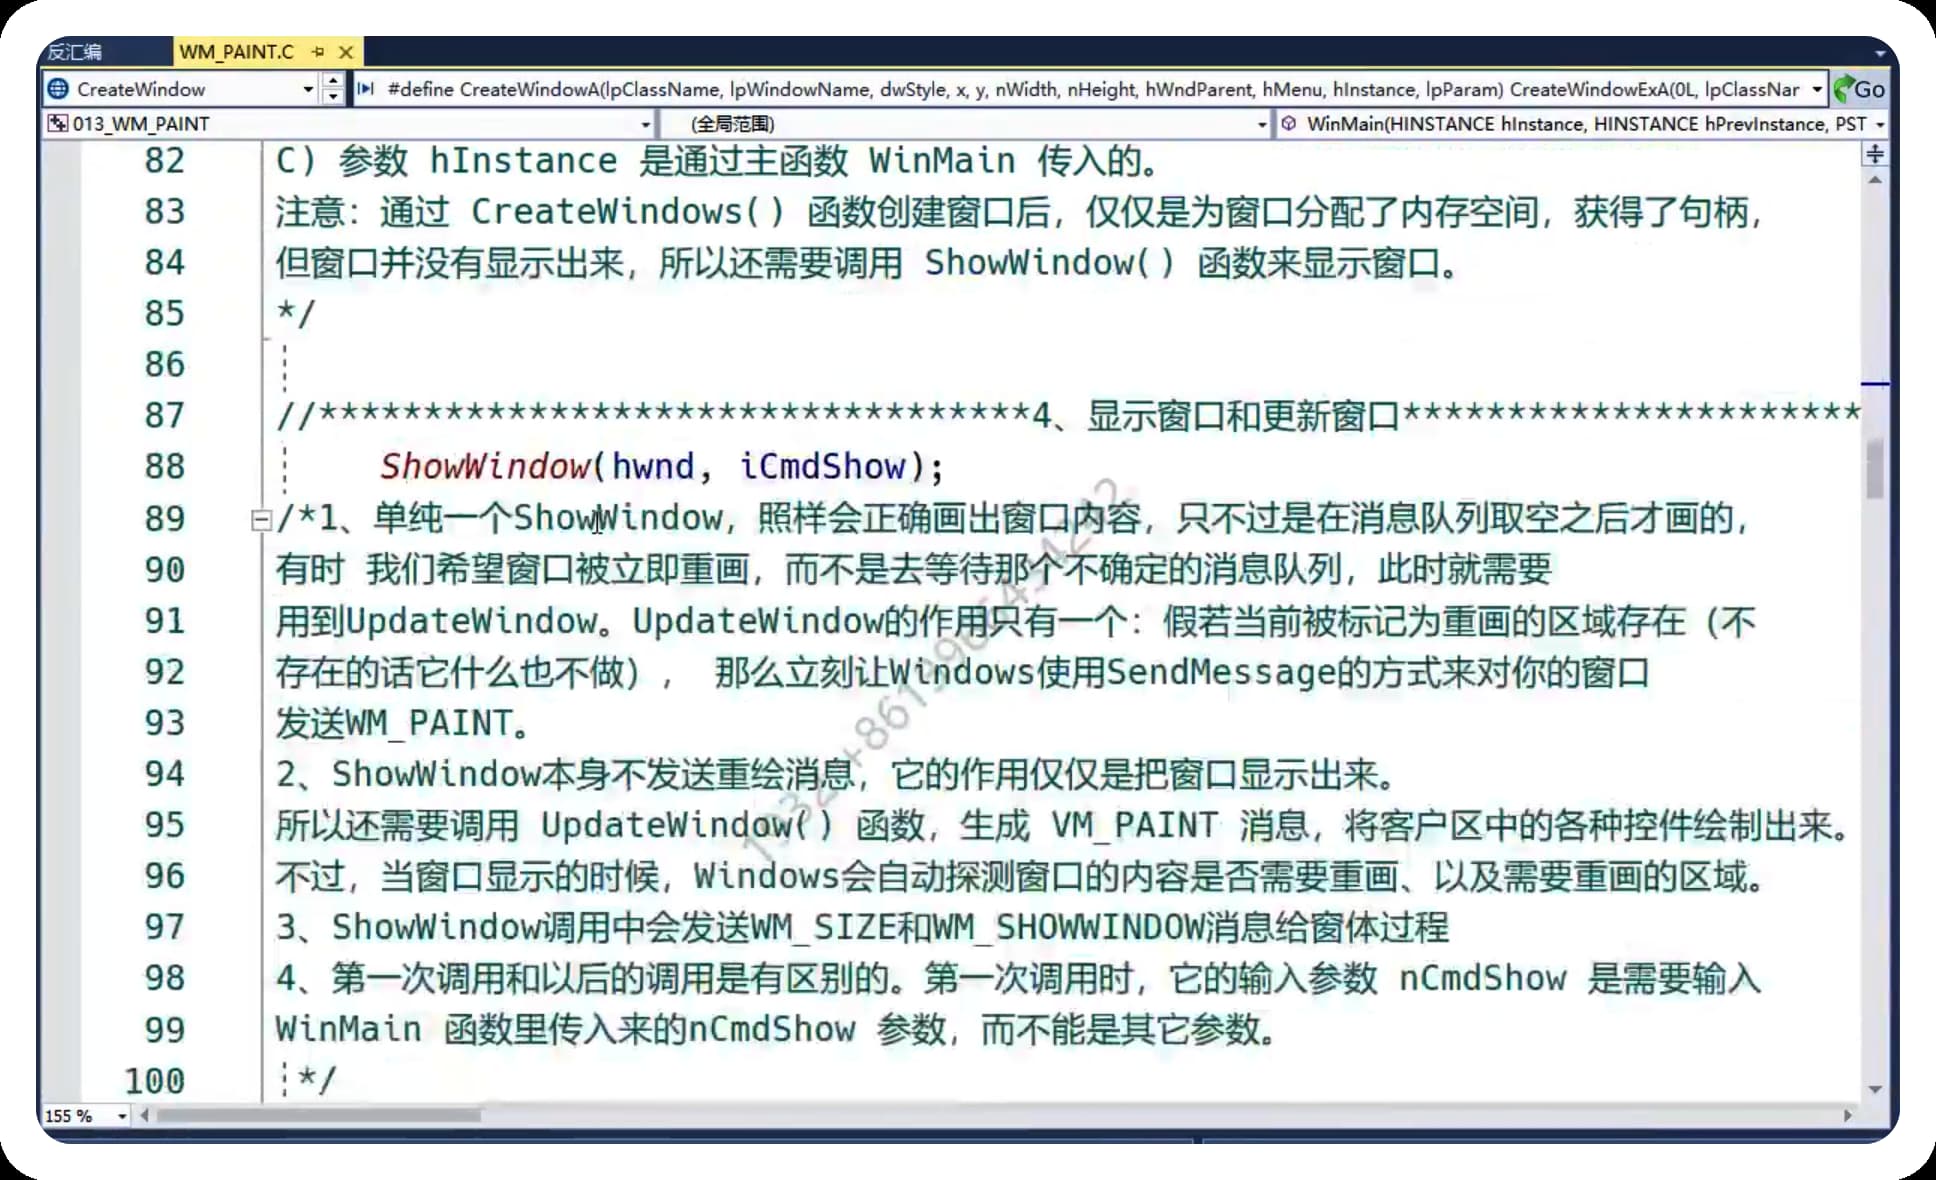 反汇编
WM_PAINT.C
CreateWindow
#define CreateWindowA(lpClassName, lpWindowName, dwStyle, x, y, nWidth, nHeight, hWndParent, hMenu, hInstance, lpParam) CreateWindowExA(0L, lpClassNar
Go
013_WM_PAINT
(全局范围)
WinMain(HINSTANCE hInstance, HINSTANCE hPrevInstance, PST
82 C) 参数 hInstance 是通过主函数 WinMain 传入的。
83 注意：通过 CreateWindows() 函数创建窗口后，仅仅是为窗口分配了内存空间，获得了句柄，
84 但窗口并没有显示出来，所以还需要调用 ShowWindow() 函数来显示窗口。
85 */
86
87 //**********************************4、显示窗口和更新窗口**********************
88 ShowWindow(hwnd, iCmdShow);
89 /*1、单纯一个ShowWindow，照样会正确画出窗口内容，只不过是在消息队列取空之后才画的，
90 有时 我们希望窗口被立即重画，而不是去等待那个不确定的消息队列，此时就需要
91 用到UpdateWindow。UpdateWindow的作用只有一个：假若当前被标记为重画的区域存在（不
92 存在的话它什么也不做）， 那么立刻让Windows使用SendMessage的方式来对你的窗口
93 发送WM_PAINT。
94 2、ShowWindow本身不发送重绘消息，它的作用仅仅是把窗口显示出来。
95 所以还需要调用 UpdateWindow() 函数，生成 VM_PAINT 消息，将客户区中的各种控件绘制出来。
96 不过，当窗口显示的时候，Windows会自动探测窗口的内容是否需要重画、以及需要重画的区域。
97 3、ShowWindow调用中会发送WM_SIZE和WM_SHOWWINDOW消息给窗体过程
98 4、第一次调用和以后的调用是有区别的。第一次调用时，它的输入参数 nCmdShow 是需要输入
99 WinMain 函数里传入来的nCmdShow 参数，而不能是其它参数。
100 */
155 %